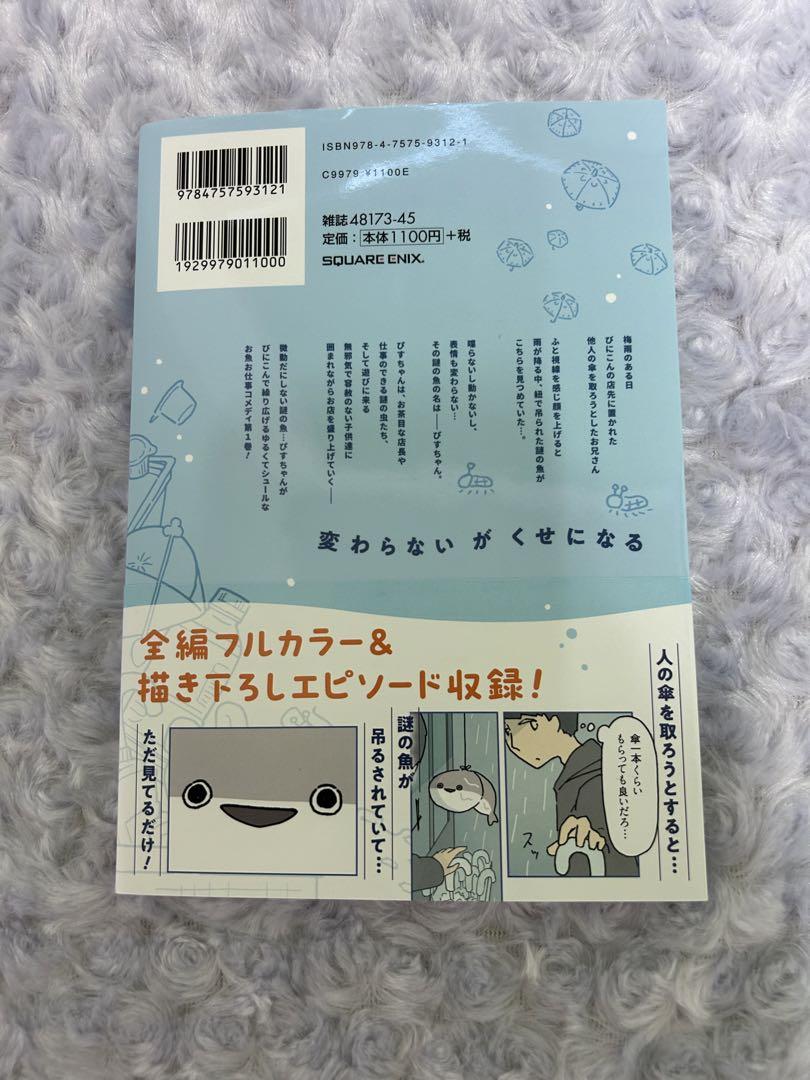 ISBN978-4-7575-9312-1
C9979 ¥1100E
9784757593121
1929979011000
雑誌 48173-45
定価：本体1100円＋税
SQUARE ENIX®
梅雨のある日
びにこんの店先に置かれた
他人の傘を取ろうとしたお兄さん
ふと視線を感じ顔を上げると
雨が降る中、紐で吊られた謎の魚が
こちらを見つめていた…。
喋らないし動かないし、
表情も変わらない…
その謎の魚の名は——ぴすちゃん。
ぴすちゃんは、お茶目な店長や
仕事のできる謎の虫たち、
そして遊びに来る
無邪気で容赦のない子供達に
囲まれながらお店を盛り上げていく——
微動だにしない謎の魚…ぴすちゃんが
びにこんで繰り広げるゆるくてシュールな
お魚お仕事コメディ第1巻！
変わらないが くせになる
全編フルカラー＆
描き下ろしエピソード収録！
人の傘を取ろうとすると…
傘一本くらい
もらっても良いだろ…
スッ
謎の魚が
吊るされていて…
ただ見てるだけ！